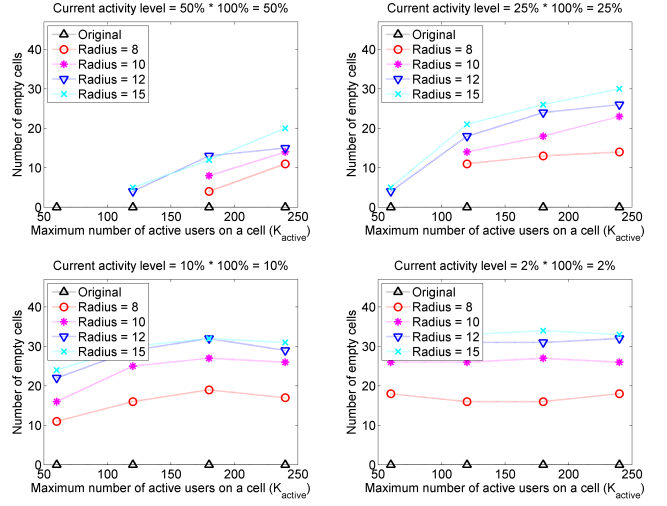 Current activity level = 50% * 100% = 50%
Number of empty cells
40
30
20
10
0
Original
Radius = 8
Radius = 10
Radius = 12
Radius = 15
50 100 150 200 250
Maximum number of active users on a cell (K_active)
Current activity level = 25% * 100% = 25%
Number of empty cells
40
30
20
10
0
Original
Radius = 8
Radius = 10
Radius = 12
Radius = 15
50 100 150 200 250
Maximum number of active users on a cell (K_active)
Current activity level = 10% * 100% = 10%
Number of empty cells
40
30
20
10
0
Original
Radius = 8
Radius = 10
Radius = 12
Radius = 15
50 100 150 200 250
Maximum number of active users on a cell (K_active)
Current activity level = 2% * 100% = 2%
Number of empty cells
40
30
20
10
0
Original
Radius = 8
Radius = 10
Radius = 12
Radius = 15
50 100 150 200 250
Maximum number of active users on a cell (K_active)